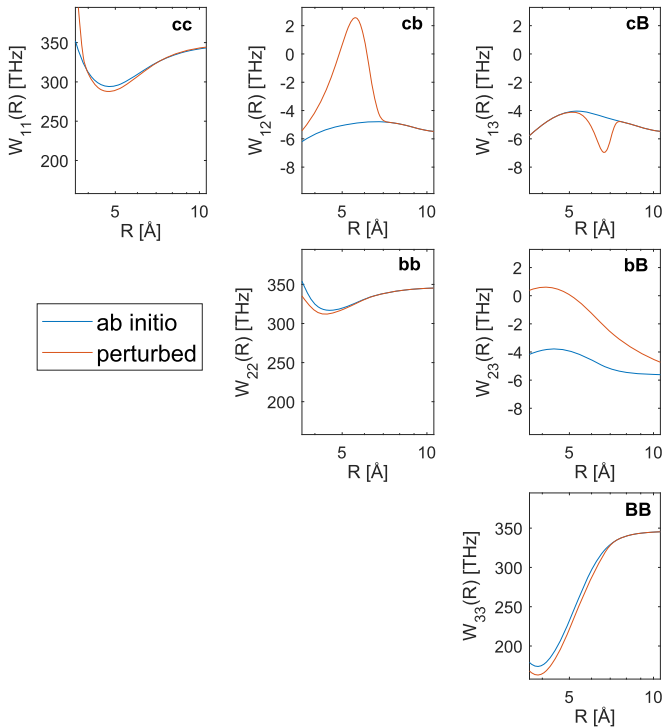 cc
350
300
250
200
W11(R) [THz]
5
10
R [Å]
cb
2
0
-2
-4
-6
-8
W12(R) [THz]
5
10
R [Å]
cB
2
0
-2
-4
-6
-8
W13(R) [THz]
5
10
R [Å]
ab initio
perturbed
bb
350
300
250
200
W22(R) [THz]
5
10
R [Å]
bB
2
0
-2
-4
-6
-8
W23(R) [THz]
5
10
R [Å]
BB
350
300
250
200
W33(R) [THz]
5
10
R [Å]